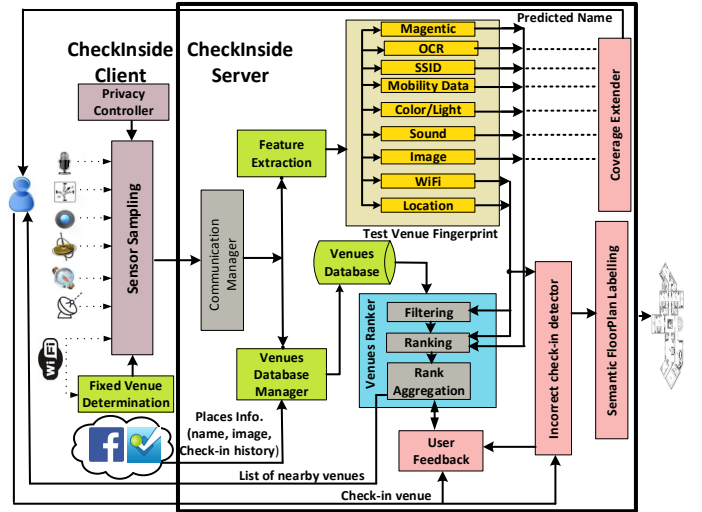 Predicted Name
CheckInside
Client
CheckInside
Server
Privacy
Controller
Sensor Sampling
Fixed Venue
Determination
WiFi
Communication
Manager
Feature
Extraction
Venues
Database
Manager
Places Info.
(name, image,
Check-in history)
Magentic
OCR
SSID
Mobility Data
Color/Light
Sound
Image
WiFi
Location
Test Venue Fingerprint
Venues
Database
Venues Ranker
Filtering
Ranking
Rank
Aggregation
User
Feedback
Incorrect check-in detector
Coverage Extender
Semantic FloorPlan Labelling
List of nearby venues
Check-in venue